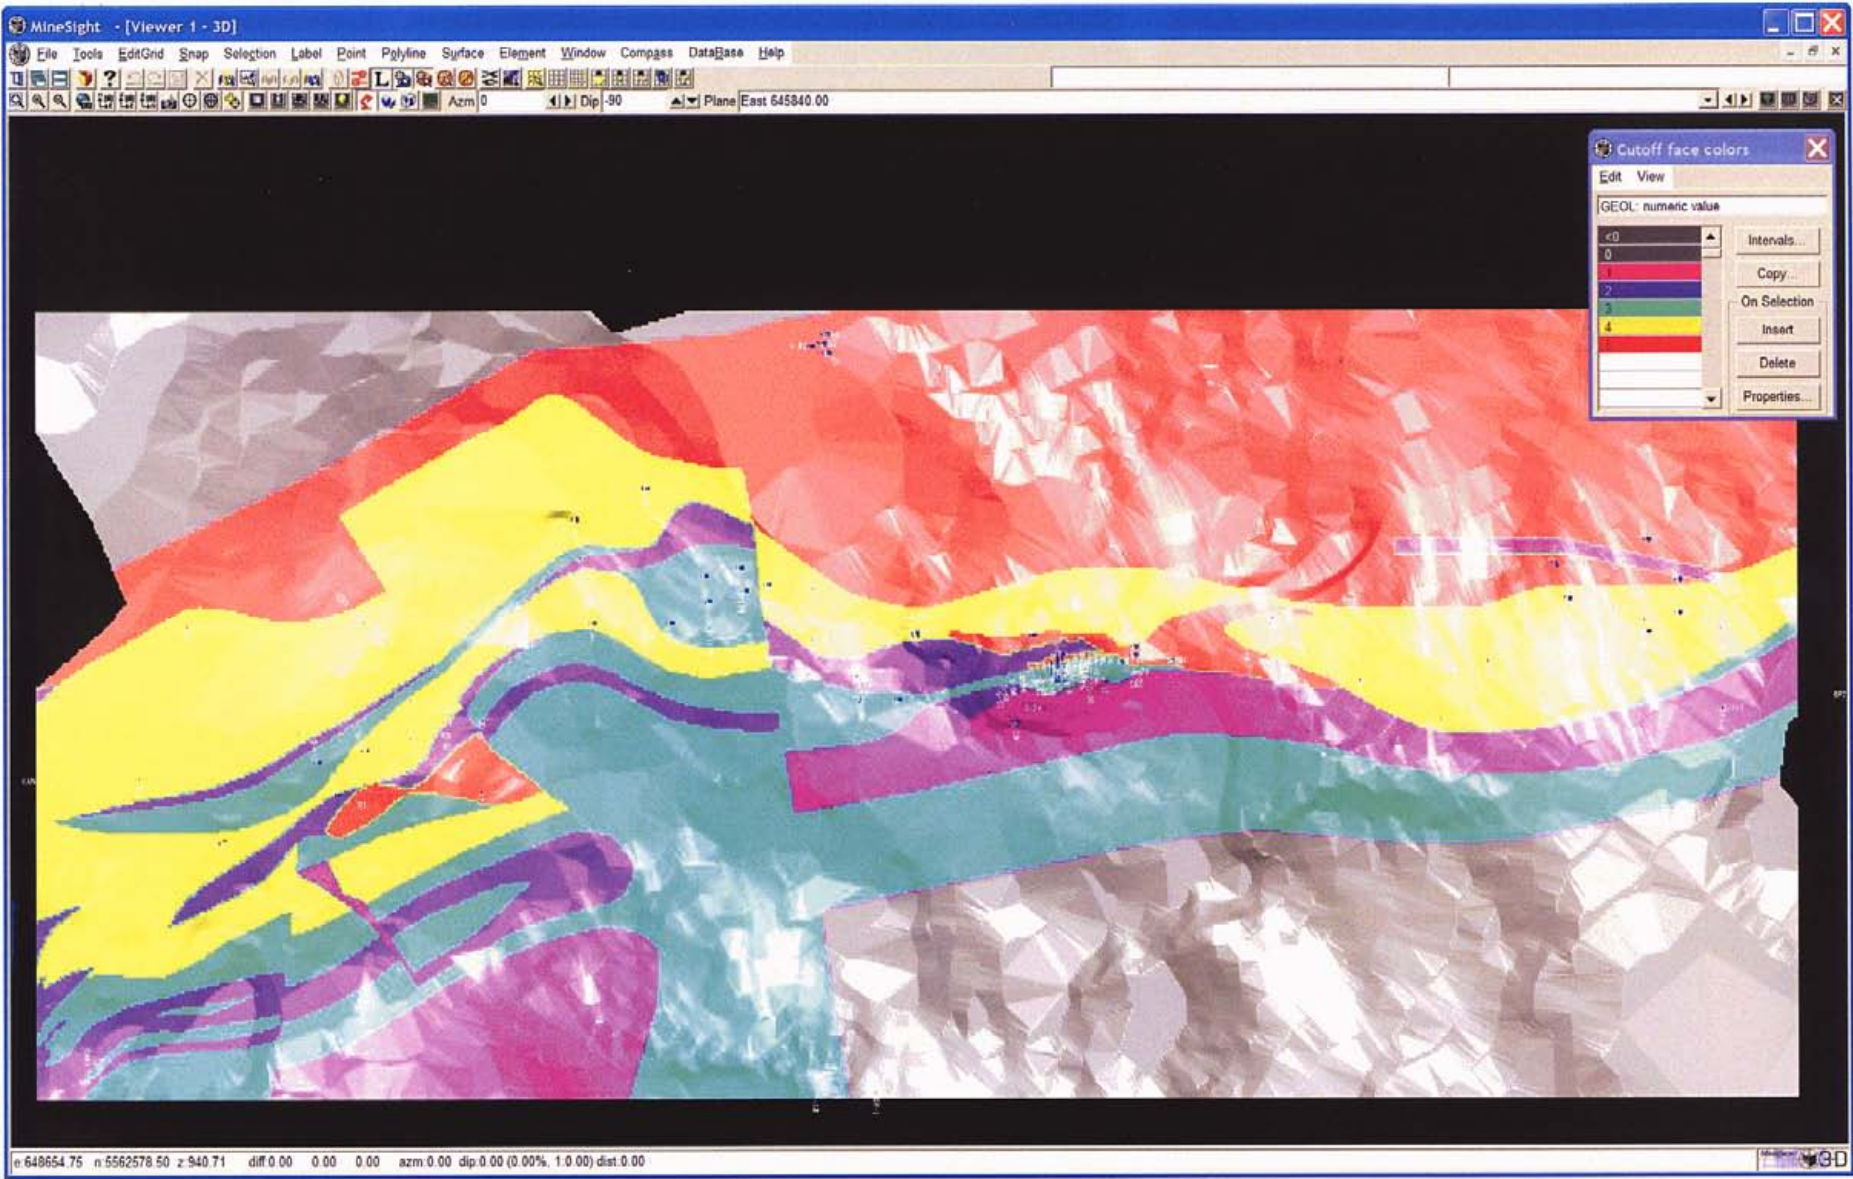 MineSight - [Viewer 1 - 3D]
File Tools EditGrid Snap Selection Label Point Polyline Surface Element Window Compass DataBase Help
Azm 0 Dip -90 Plane East 645840.00
Cutoff face colors
Edit View
GEOL: numeric value
<0
0
1
2
3
4
Intervals...
Copy...
On Selection
Insert
Delete
Properties...
e:648654.75 n:5562578.50 z:940.71 diff:0.00 0.00 0.00 azm:0.00 dip:0.00 (0.00%, 1:0.00) dist:0.00
3-D